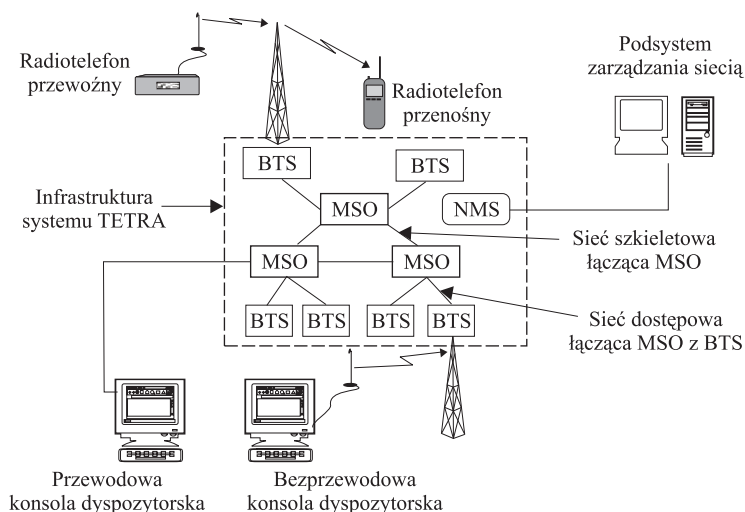 Radiotelefon
przewoźny
Radiotelefon
przenośny
Podsystem
zarządzania siecią
Infrastruktura
systemu TETRA
BTS
BTS
MSO
NMS
MSO
MSO
BTS
BTS
BTS
BTS
Sieć szkieletowa
łącząca MSO
Sieć dostępowa
łącząca MSO z BTS
Przewodowa
konsola dyspozytorska
Bezprzewodowa
konsola dyspozytorska